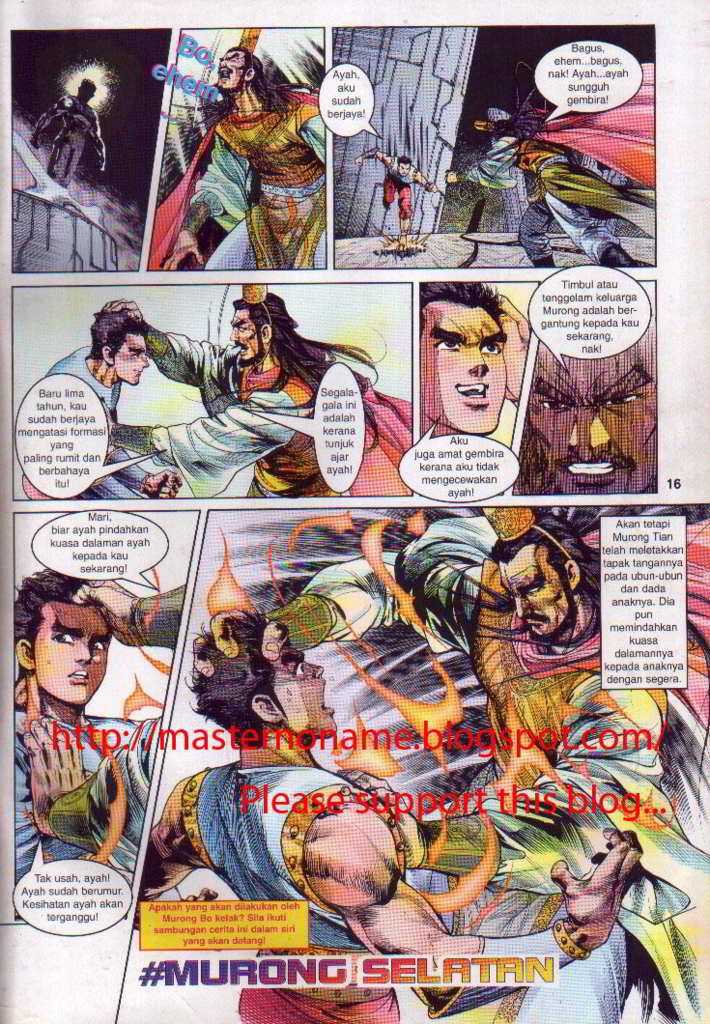 Bo,
ehem
...
Ayah,
aku
sudah
berjaya!
Bagus,
ehem...bagus,
nak! Ayah...ayah
sungguh
gembira!
Baru lima
tahun, kau
sudah berjaya
mengatasi formasi
yang
paling rumit dan
berbahaya
itu!
Segala-
gala ini
adalah
kerana
tunjuk
ajar
ayah!
Aku
juga amat gembira
kerana aku tidak
mengecewakan
ayah!
Timbul atau
tenggelam keluarga
Murong adalah ber-
gantung kepada kau
sekarang,
nak!
16
Mari,
biar ayah pindahkan
kuasa dalaman ayah
kepada kau
sekarang!
Tak usah, ayah!
Ayah sudah berumur.
Kesihatan ayah akan
terganggu!
Akan tetapi
Murong Tian
telah meletakkan
tapak tangannya
pada ubun-ubun
dan dada
anaknya. Dia
pun
memindahkan
kuasa
dalamannya
kepada anaknya
dengan segera.
http://masternoname.blogspot.com/
Please support this blog...
Apakah yang akan dilakukan oleh
Murong Bo kelak? Sila ikuti
sambungan cerita ini dalam siri
yang akan datang!
#MURONG SELATAN